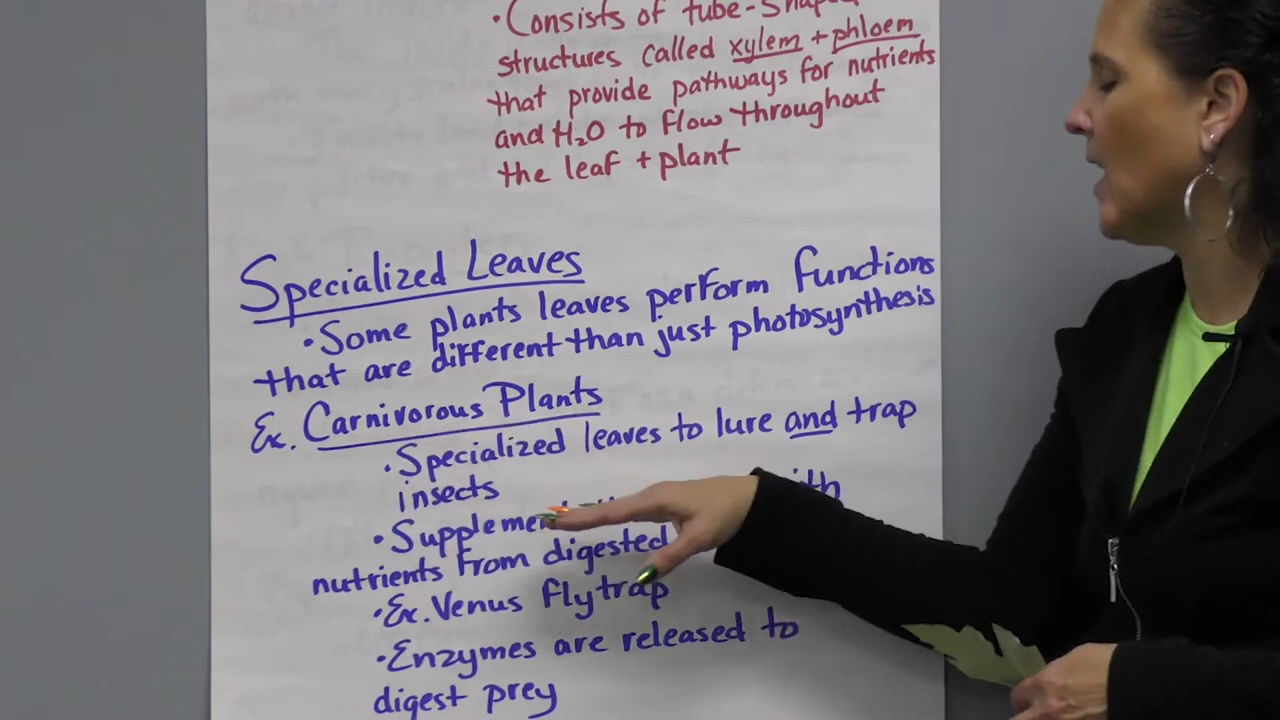 • Consists of tube-shaped
structures called xylem + phloem
that provide pathways for nutrients
and H₂O to flow throughout
the leaf + plant
Specialized Leaves
• Some plants leaves perform functions
that are different than just photosynthesis
Ex. Carnivorous Plants
• Specialized leaves to lure and trap
insects
•
nutrients from digested
• Ex. Venus flytrap
• Enzymes are released to
digest prey